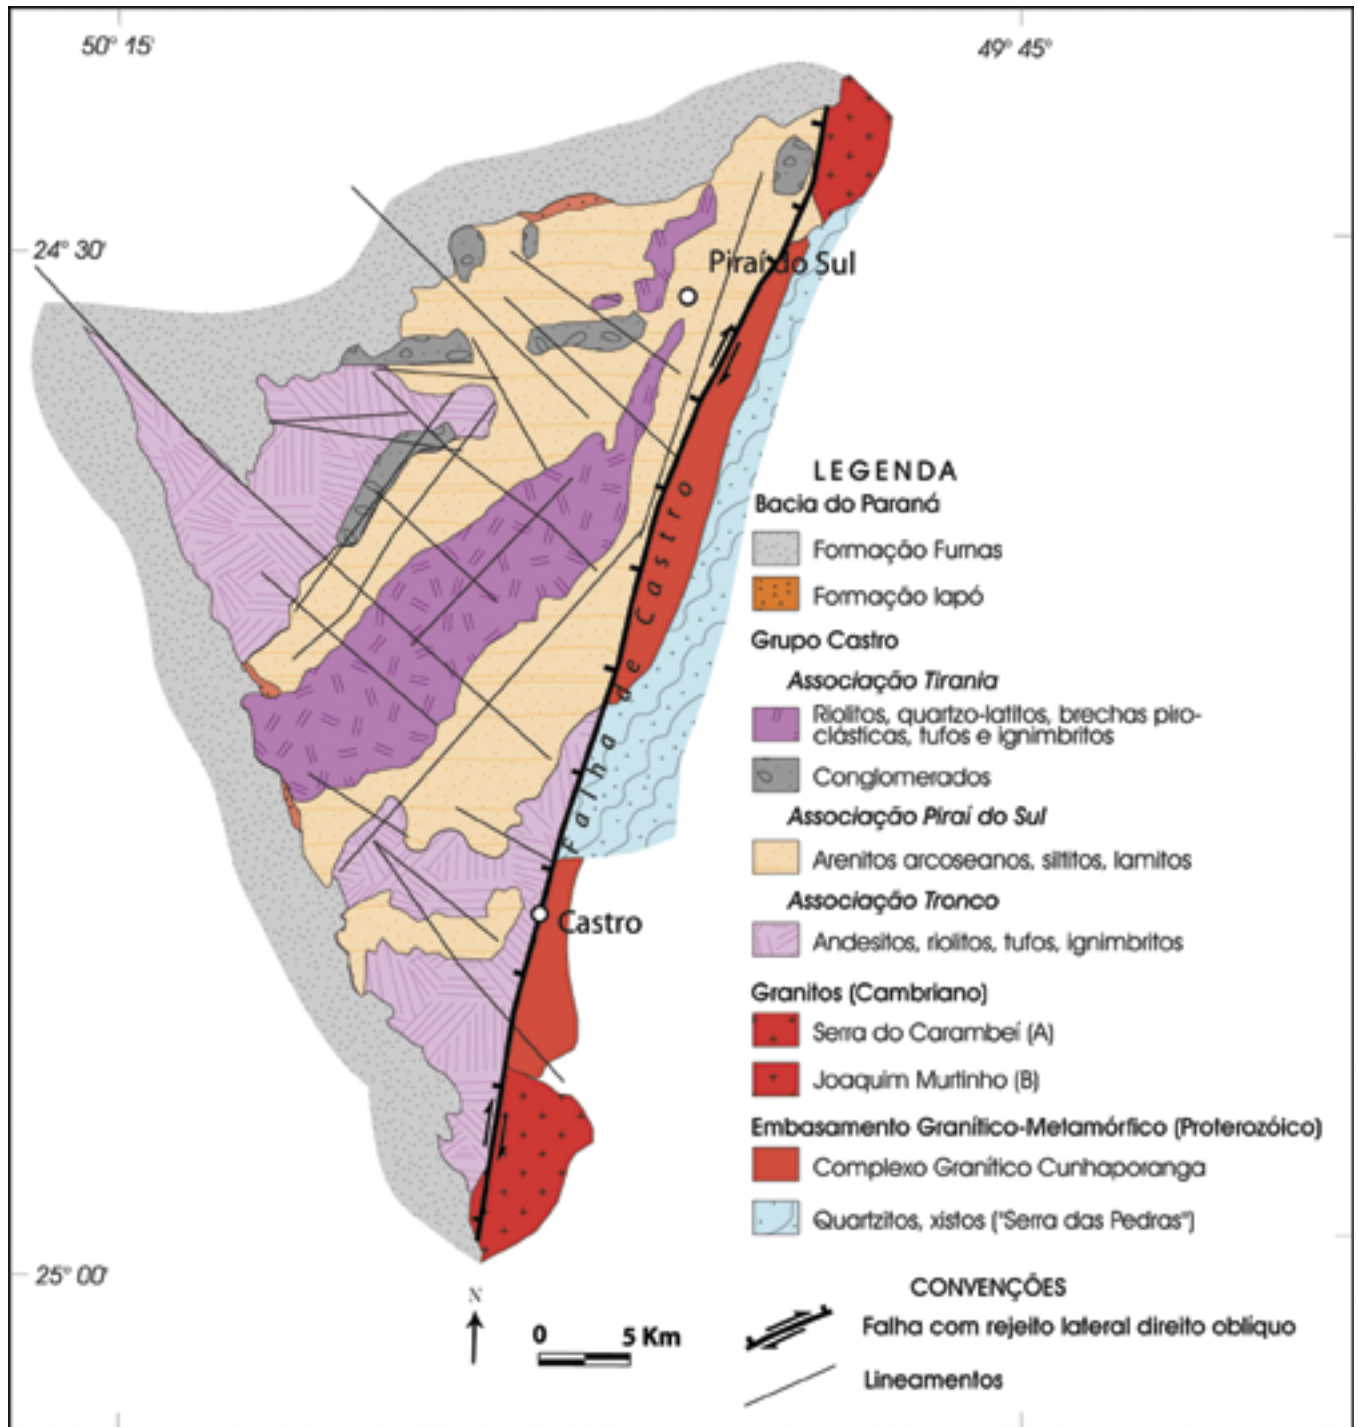 50° 15'
49° 45'
24° 30'
Piraí do Sul
Falha de Castro
Castro
25° 00'
LEGENDA
Bacia do Paraná
Formação Furnas
Formação Iapó
Grupo Castro
Associação Tirania
Riolitos, quartzo-latitos, brechas piro-
clásticas, tufos e ignimbritos
Conglomerados
Associação Piraí do Sul
Arenitos arcoseanos, siltitos, lamitos
Associação Tronco
Andesitos, riolitos, tufos, ignimbritos
Granitos (Cambriano)
Serra do Carambeí (A)
Joaquim Murtinho (B)
Embasamento Granítico-Metamórfico (Proterozóico)
Complexo Granítico Cunhaporanga
Quartzitos, xistos ("Serra das Pedras")
CONVENÇÕES
Falha com rejeito lateral direito oblíquo
Lineamentos
N
0 5 Km